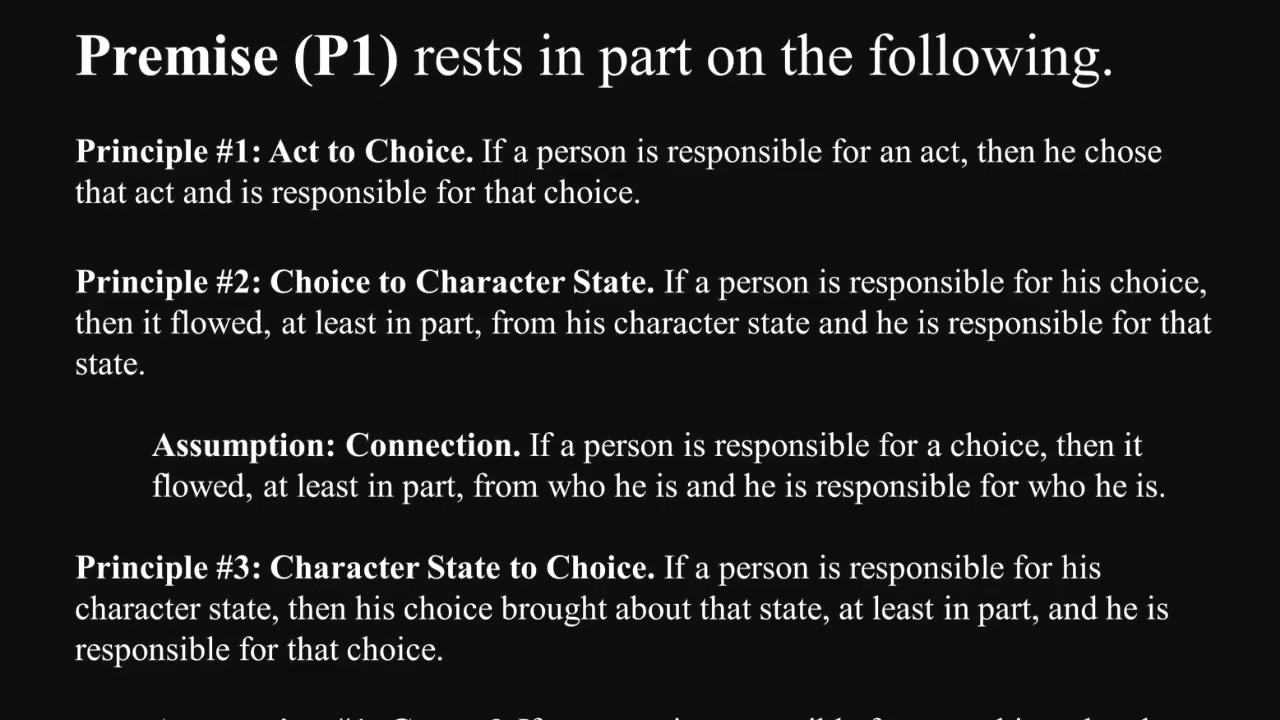 Premise (P1) rests in part on the following.
Principle #1: Act to Choice. If a person is responsible for an act, then he chose
that act and is responsible for that choice.
Principle #2: Choice to Character State. If a person is responsible for his choice,
then it flowed, at least in part, from his character state and he is responsible for that
state.
Assumption: Connection. If a person is responsible for a choice, then it
flowed, at least in part, from who he is and he is responsible for who he is.
Principle #3: Character State to Choice. If a person is responsible for his
character state, then his choice brought about that state, at least in part, and he is
responsible for that choice.